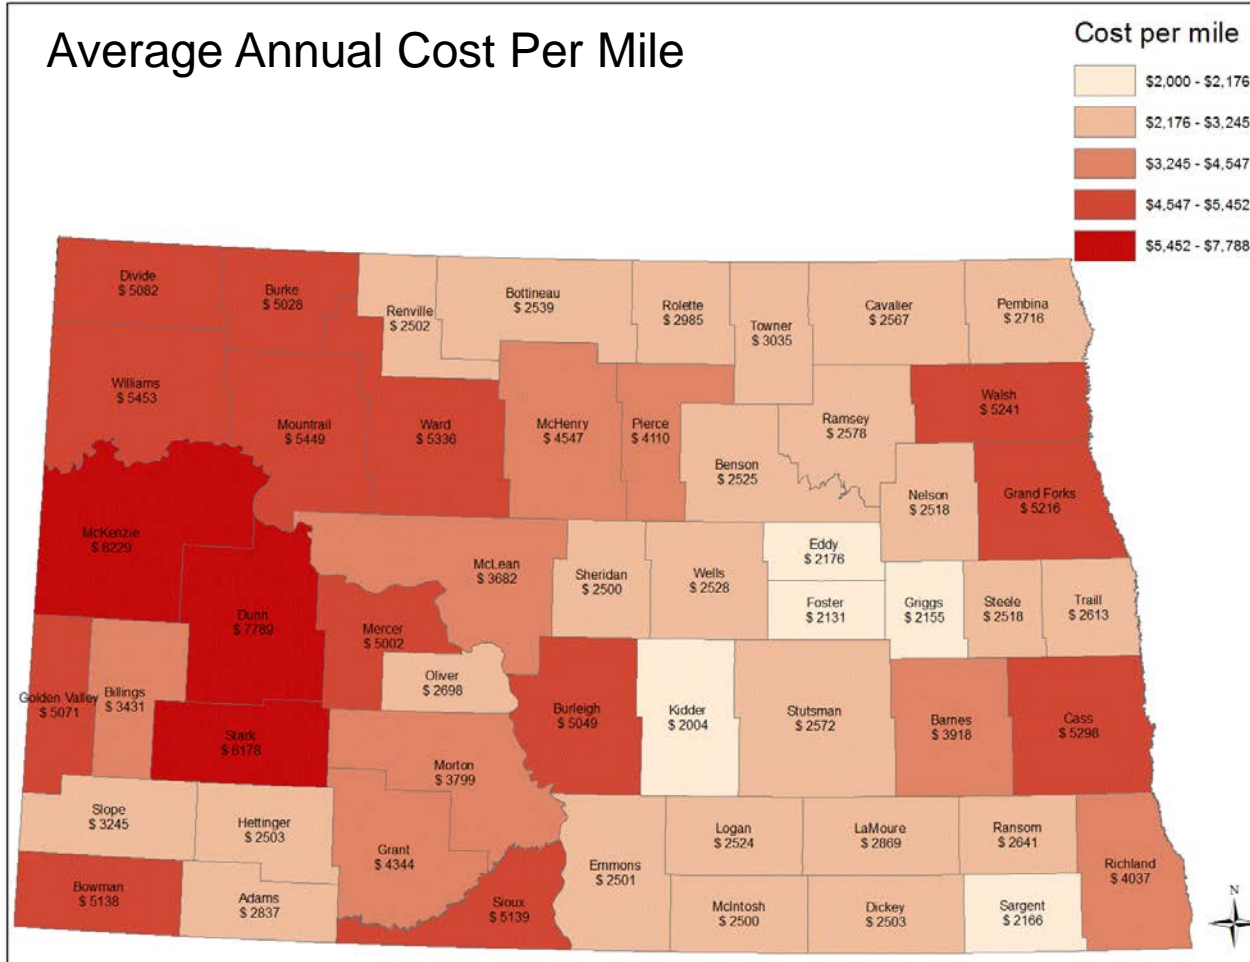 Average Annual Cost Per Mile
Cost per mile
$2,000 - $2,176
$2,176 - $3,245
$3,245 - $4,547
$4,547 - $5,452
$5,452 - $7,788
Divide
$ 5082
Burke
$ 5028
Renville
$ 2502
Bottineau
$ 2539
Rolette
$ 2985
Towner
$ 3035
Cavalier
$ 2567
Pembina
$ 2716
Williams
$ 5453
Mountrail
$ 5449
Ward
$ 5336
McHenry
$ 4547
Pierce
$ 4110
Benson
$ 2525
Ramsey
$ 2578
Walsh
$ 5241
Nelson
$ 2518
Grand Forks
$ 5216
McKenzie
$ 6229
Dunn
$ 7789
McLean
$ 3682
Mercer
$ 5002
Oliver
$ 2698
Sheridan
$ 2500
Wells
$ 2528
Eddy
$ 2176
Foster
$ 2131
Griggs
$ 2155
Steele
$ 2518
Traill
$ 2613
Golden Valley
$ 5071
Billings
$ 3431
Stark
$ 6178
Morton
$ 3799
Burleigh
$ 5049
Kidder
$ 2004
Stutsman
$ 2572
Barnes
$ 3918
Cass
$ 5298
Slope
$ 3245
Hettinger
$ 2503
Grant
$ 4344
Bowman
$ 5138
Adams
$ 2837
Sioux
$ 5139
Emmons
$ 2501
Logan
$ 2524
LaMoure
$ 2869
Ransom
$ 2641
Richland
$ 4037
McIntosh
$ 2500
Dickey
$ 2503
Sargent
$ 2166
N